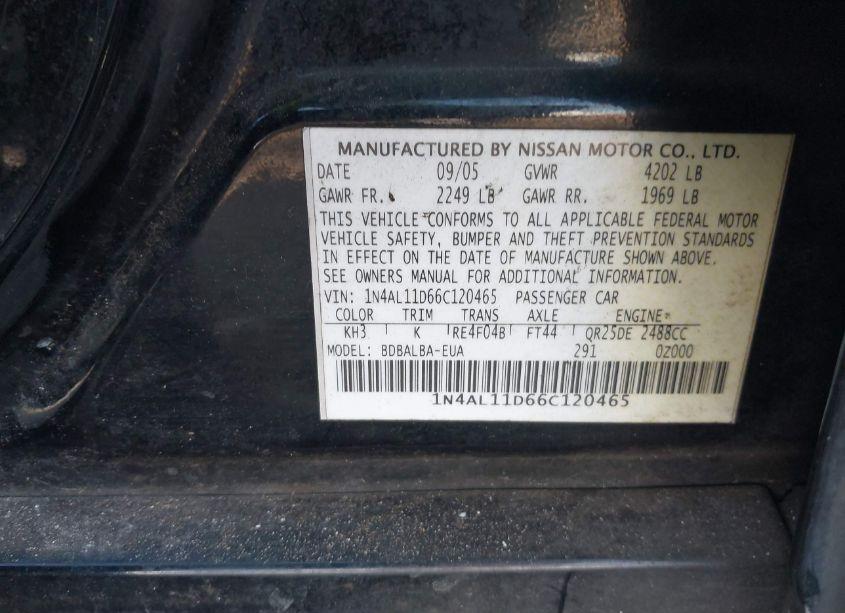 MANUFACTURED BY NISSAN MOTOR CO., LTD.
DATE 09/05 GVWR 4202 LB
GAWR FR. 2249 LB GAWR RR. 1969 LB
THIS VEHICLE CONFORMS TO ALL APPLICABLE FEDERAL MOTOR
VEHICLE SAFETY, BUMPER AND THEFT PREVENTION STANDARDS
IN EFFECT ON THE DATE OF MANUFACTURE SHOWN ABOVE.
SEE OWNERS MANUAL FOR ADDITIONAL INFORMATION.
VIN: 1N4AL11D66C120465 PASSENGER CAR
COLOR TRIM TRANS AXLE ENGINE
KH3 K RE4F04B FT44 QR25DE 2488CC
MODEL: BDBALBA-EUA 291 0Z000
1N4AL11D66C120465